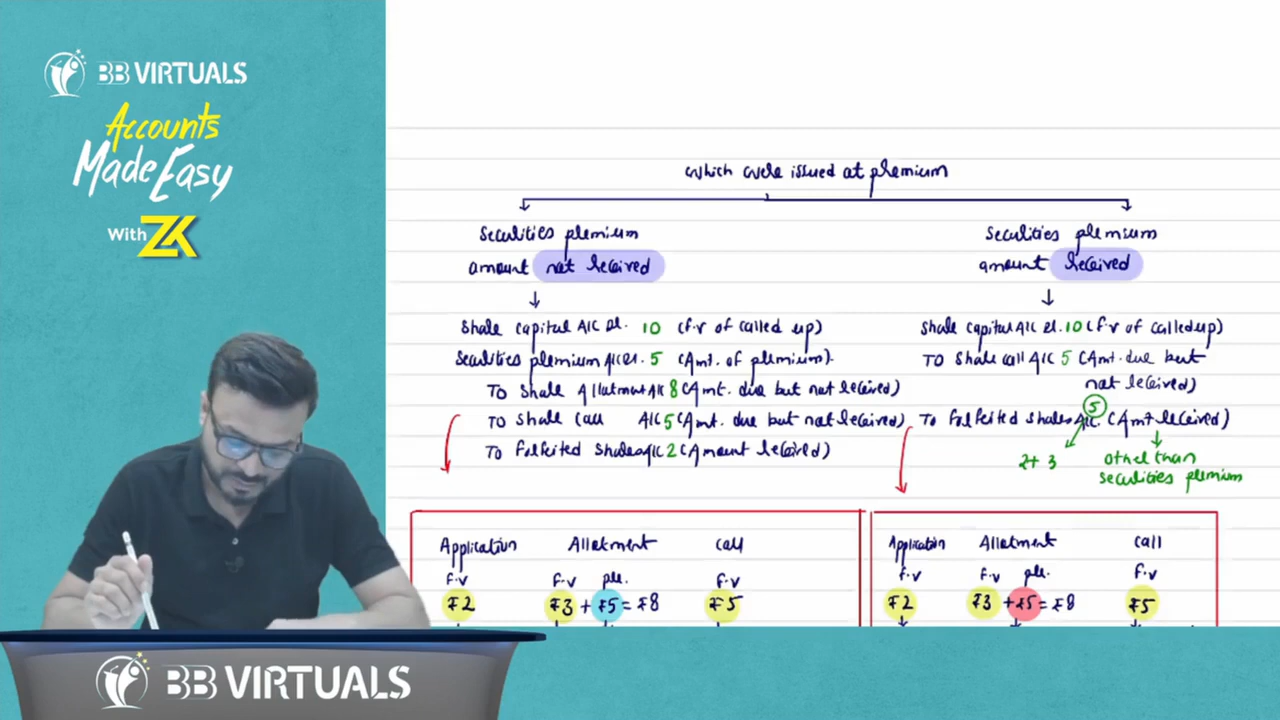 BB VIRTUALS
Accounts
Made Easy
With ZK
which were issued at premium
Securities premium
amount not received
Share capital A/C Dr. 10 (F.V of called up)
Securities premium A/C Dr. 5 (Amt. of premium).
To Share Allotment A/C 8 (Amt. due but not received)
To Share Call A/C 5 (Amt. due but not received)
To Forfeited Shares A/C 2 (Amount received)
Securities premium
amount received
Share capital A/C Dr. 10 (F.V of called up)
To Share call A/C 5 (Amt. due but
not received)
5
To Forfeited shares A/C. (Amt received)
2+ 3
other than
securities premium
Application Allotment Call
F.V F.V pre. F.V
₹2 ₹3 + ₹5 = ₹8 ₹5
Application Allotment Call
F.V F.V pre. F.V
₹2 ₹3 + ₹5 = ₹8 ₹5
BB VIRTUALS